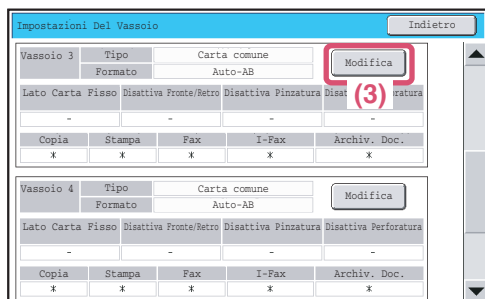 Impostazioni Del Vassoio Indietro
Vassoio 3 Tipo Carta comune Modifica
Formato Auto-AB
(3)
Lato Carta Fisso Disattiva Fronte/Retro Disattiva Pinzatura
- - - -
Copia Stampa Fax I-Fax Archiv. Doc.
* * * * *
Vassoio 4 Tipo Carta comune Modifica
Formato Auto-AB
Lato Carta Fisso Disattiva Fronte/Retro Disattiva Pinzatura Disattiva Perforatura
- - - -
Copia Stampa Fax I-Fax Archiv. Doc.
* * * * *